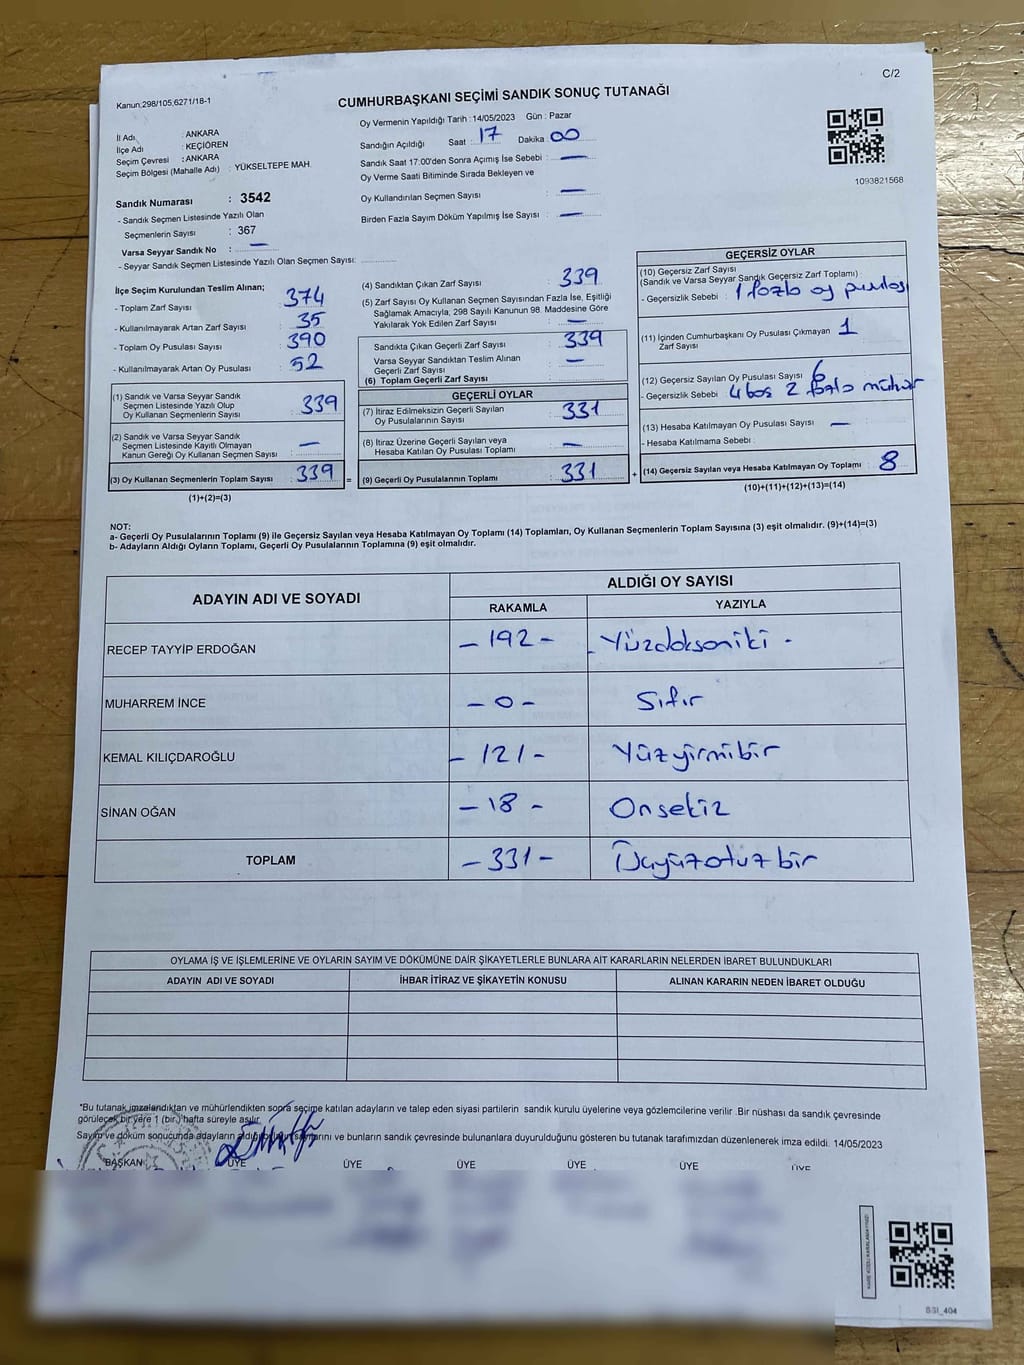 C/2
Kanun,298/105,6271/18-1
CUMHURBAŞKANI SEÇİMİ SANDIK SONUÇ TUTANAĞI
İl Adı : ANKARA
İlçe Adı : KEÇİÖREN
Seçim Çevresi : ANKARA
Seçim Bölgesi (Mahalle Adı) : YÜKSELTEPE MAH.
Sandık Numarası : 3542
- Sandık Seçmen Listesinde Yazılı Olan
Seçmenlerin Sayısı : 367
Varsa Seyyar Sandık No : —
- Seyyar Sandık Seçmen Listesinde Yazılı Olan Seçmen Sayısı:
Oy Vermenin Yapıldığı Tarih : 14/05/2023 Gün : Pazar
Sandığın Açıldığı Saat : 17 Dakika : 00
Sandık Saat 17:00'den Sonra Açımış İse Sebebi : —
Oy Verme Saati Bitiminde Sırada Bekleyen ve
Oy Kullandırılan Seçmen Sayısı : —
Birden Fazla Sayım Döküm Yapılmış İse Sayısı : —
1093821568
İlçe Seçim Kurulundan Teslim Alınan;
- Toplam Zarf Sayısı : 374
- Kullanılmayarak Artan Zarf Sayısı : 35
- Toplam Oy Pusulası Sayısı : 390
- Kullanılmayarak Artan Oy Pusulası : 52
(1) Sandık ve Varsa Seyyar Sandık
Seçmen Listesinde Yazılı Olup
Oy Kullanan Seçmenlerin Sayısı : 339
(2) Sandık ve Varsa Seyyar Sandık
Seçmen Listesinde Kayıtlı Olmayan
Kanun Gereği Oy Kullanan Seçmen Sayısı : —
(3) Oy Kullanan Seçmenlerin Toplam Sayısı : 339 =
(1)+(2)=(3)
(4) Sandıktan Çıkan Zarf Sayısı : 339
(5) Zarf Sayısı Oy Kullanan Seçmen Sayısından Fazla İse, Eşitliği
Sağlamak Amacıyla, 298 Sayılı Kanunun 98. Maddesine Göre
Yakılarak Yok Edilen Zarf Sayısı : —
Sandıkta Çıkan Geçerli Zarf Sayısı : 339
Varsa Seyyar Sandıktan Teslim Alınan
Geçerli Zarf Sayısı : —
(6) Toplam Geçerli Zarf Sayısı :
GEÇERLİ OYLAR
(7) İtiraz Edilmeksizin Geçerli Sayılan
Oy Pusulalarının Sayısı : 331
(8) İtiraz Üzerine Geçerli Sayılan veya
Hesaba Katılan Oy Pusulası Toplamı : —
(9) Geçerli Oy Pusulalarının Toplamı : 331 +
GEÇERSİZ OYLAR
(10) Geçersiz Zarf Sayısı
(Sandık ve Varsa Seyyar Sandık Geçersiz Zarf Toplamı) :
- Geçersizlik Sebebi : 1 fazla oy pusulası
(11) İçinden Cumhurbaşkanı Oy Pusulası Çıkmayan : 1
Zarf Sayısı
(12) Geçersiz Sayılan Oy Pusulası Sayısı : 6
- Geçersizlik Sebebi : 4 boş 2 fazla mühür
(13) Hesaba Katılmayan Oy Pusulası Sayısı : —
- Hesaba Katılmama Sebebi :
(14) Geçersiz Sayılan veya Hesaba Katılmayan Oy Toplamı : 8
(10)+(11)+(12)+(13)=(14)
NOT:
a- Geçerli Oy Pusulalarının Toplamı (9) ile Geçersiz Sayılan veya Hesaba Katılmayan Oy Toplamı (14) Toplamları, Oy Kullanan Seçmenlerin Toplam Sayısına (3) eşit olmalıdır. (9)+(14)=(3)
b- Adayların Aldığı Oyların Toplamı, Geçerli Oy Pusulalarının Toplamına (9) eşit olmalıdır.
ADAYIN ADI VE SOYADI ALDIĞI OY SAYISI
RAKAMLA YAZIYLA
RECEP TAYYİP ERDOĞAN - 192 - - Yüzdoksoniki -
MUHARREM İNCE - 0 - Sıfır
KEMAL KILIÇDAROĞLU - 121 - Yüzyirmibir
SİNAN OĞAN - 18 - Onsekiz
TOPLAM - 331 - Üçyüzotuzbir
OYLAMA İŞ VE İŞLEMLERİNE VE OYLARIN SAYIM VE DÖKÜMÜNE DAİR ŞİKAYETLERLE BUNLARA AİT KARARLARIN NELERDEN İBARET BULUNDUKLARI
ADAYIN ADI VE SOYADI İHBAR İTİRAZ VE ŞİKAYETİN KONUSU ALINAN KARARIN NEDEN İBARET OLDUĞU
*Bu tutanak imzalandıktan ve mühürlendikten sonra seçime katılan adayların ve talep eden siyasi partilerin sandık kurulu üyelerine veya gözlemcilerine verilir .Bir nüshası da sandık çevresinde
görülecek bir yere 1 (bir) hafta süreyle asılır.
Sayım ve döküm sonucunda adayların aldığı ve bunların sandık çevresinde bulunanlara duyurulduğunu gösteren bu tutanak tarafımızdan düzenlenerek imza edildi. 14/05/2023
BAŞKAN ÜYE ÜYE ÜYE ÜYE ÜYE ÜYE
BSI_404